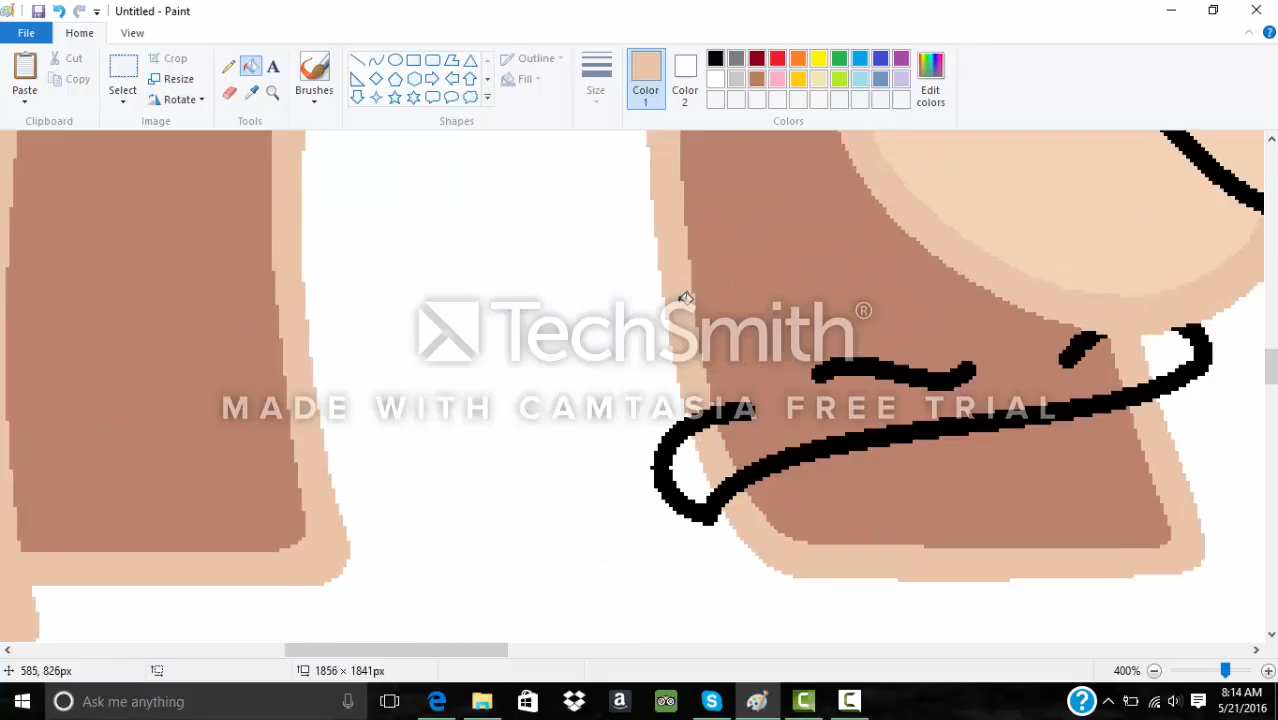 Untitled - Paint
File Home View
Paste
Cut
Copy
Clipboard
Select
Crop
Resize
Rotate
Image
A
Tools
Brushes
Outline
Fill
Shapes
Size
Color 1
Color 2
Edit colors
Colors
TechSmith®
MADE WITH CAMTASIA FREE TRIAL
585, 826px
1856 × 1841px
400%
Ask me anything
8:14 AM
5/21/2016